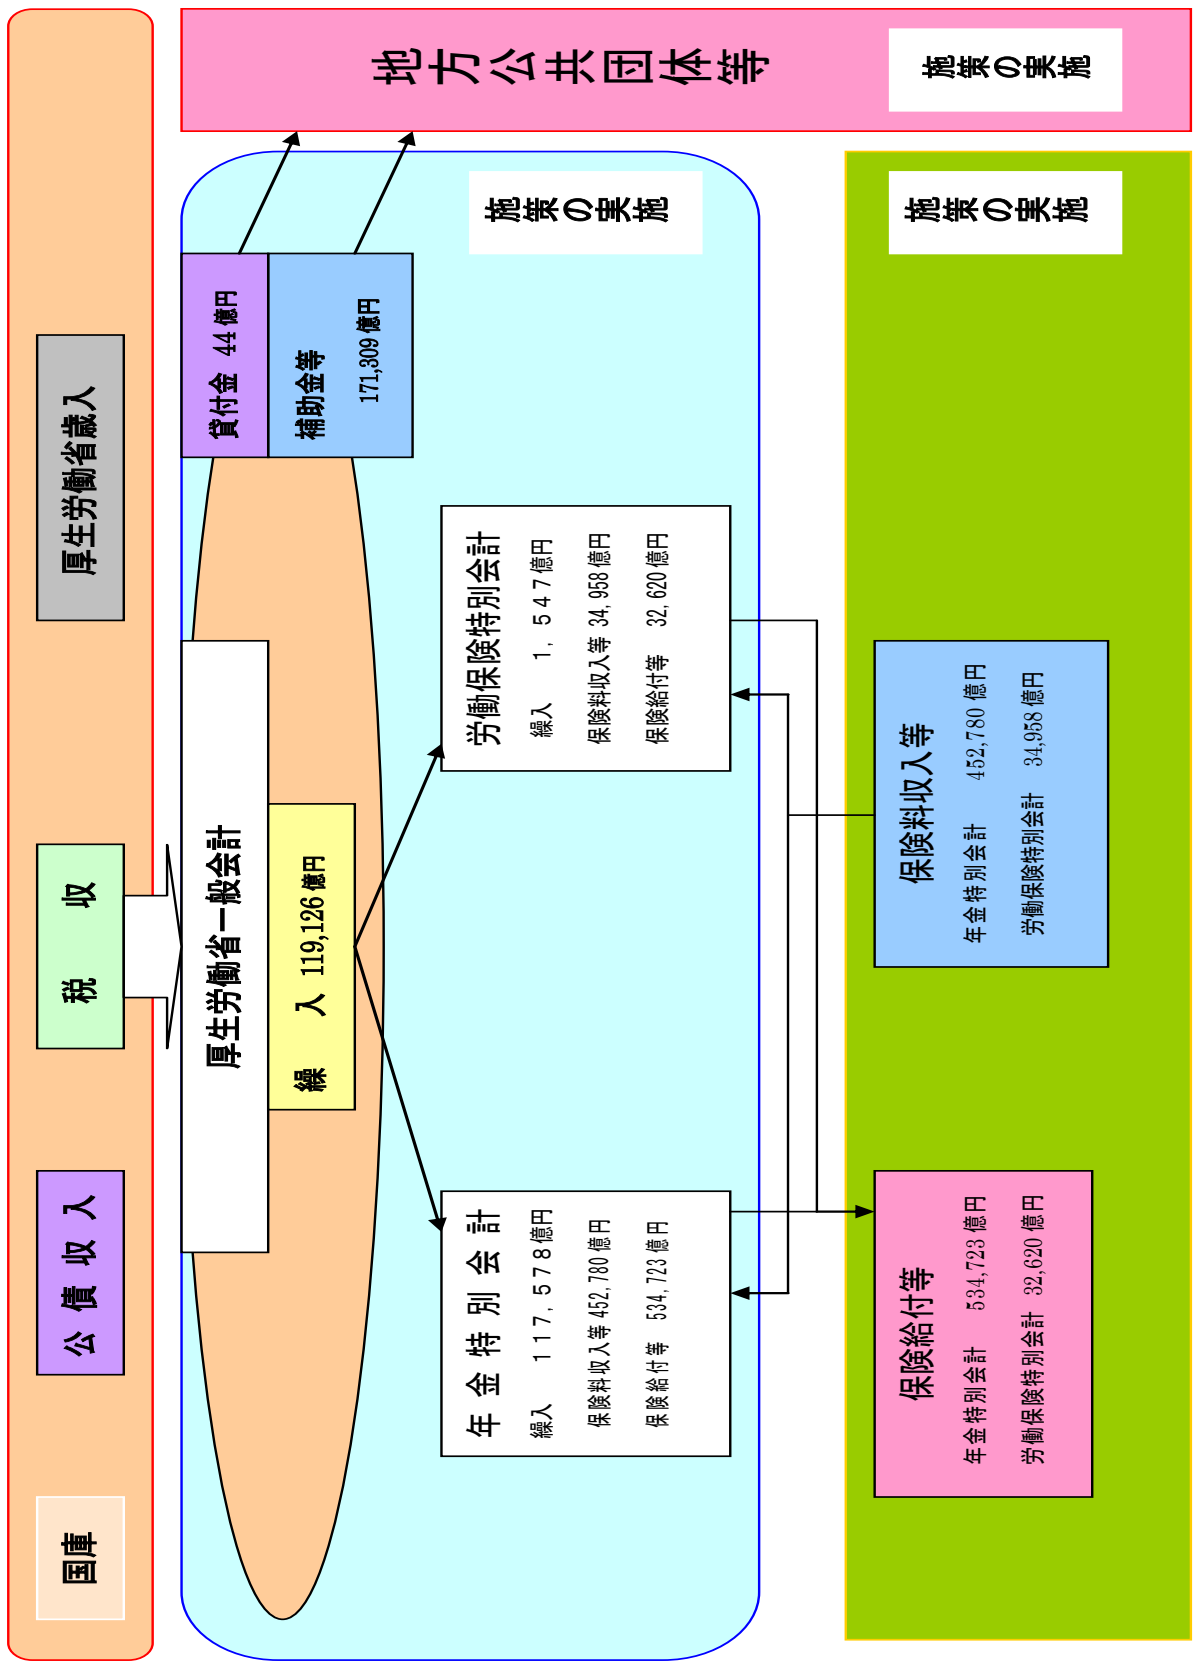 国庫
公債収入
税 収
厚生労働省歳入
厚生労働省一般会計
繰 入 119,126億円
貸付金 44億円
補助金等
171,309億円
地方公共団体等
施策の実施
年金特別会計
繰入 117,578億円
保険料収入等 452,780億円
保険給付等 534,723億円
労働保険特別会計
繰入 1,547億円
保険料収入等 34,958億円
保険給付等 32,620億円
施策の実施
保険給付等
年金特別会計 534,723億円
労働保険特別会計 32,620億円
保険料収入等
年金特別会計 452,780億円
労働保険特別会計 34,958億円
施策の実施